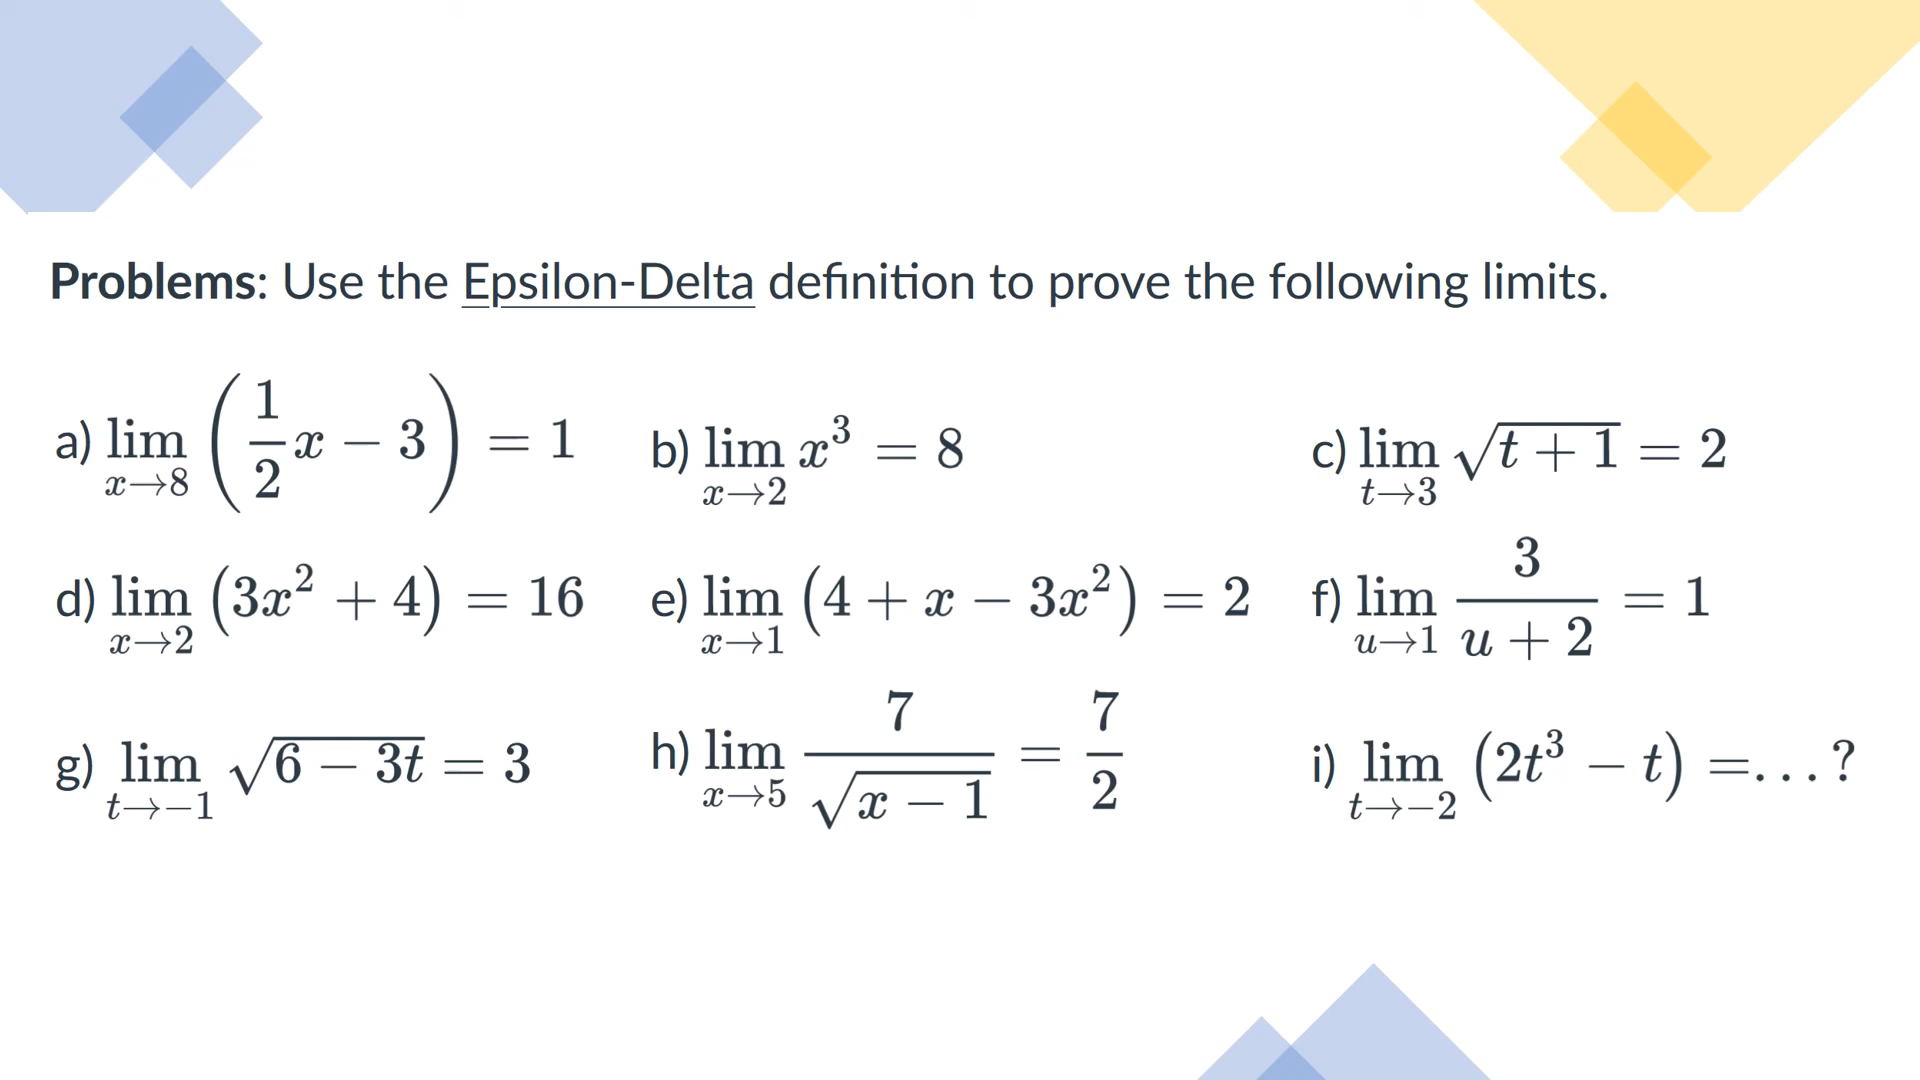 Problems: Use the Epsilon-Delta definition to prove the following limits.
a) lim_{x→8} (1/2 x − 3) = 1
b) lim_{x→2} x³ = 8
c) lim_{t→3} √(t + 1) = 2
d) lim_{x→2} (3x² + 4) = 16
e) lim_{x→1} (4 + x − 3x²) = 2
f) lim_{u→1} 3/(u + 2) = 1
g) lim_{t→−1} √(6 − 3t) = 3
h) lim_{x→5} 7/√(x − 1) = 7/2
i) lim_{t→−2} (2t³ − t) =...?